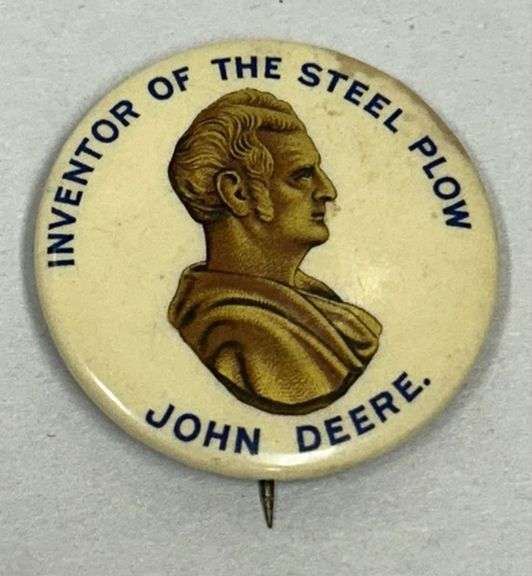 INVENTOR OF THE STEEL PLOW
JOHN DEERE.